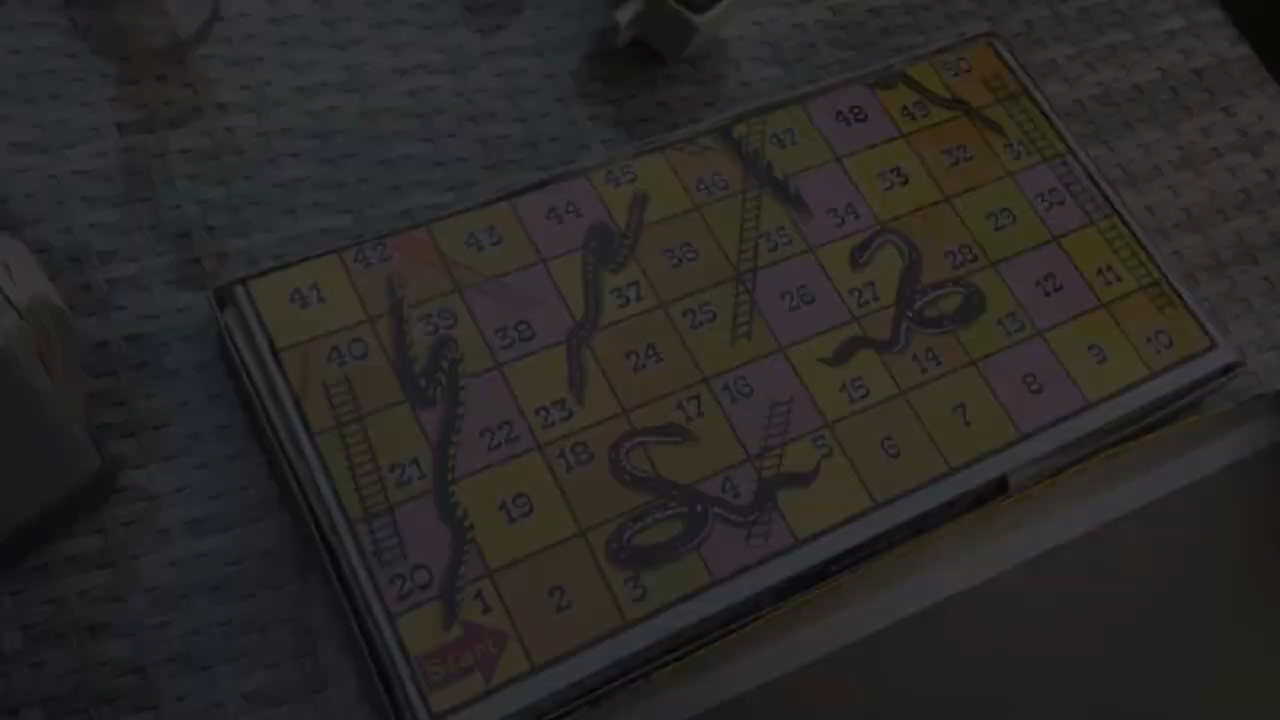 41 42 43 44 45 46 47 48 49 50
40 39 38 37 36 35 34 33 32 31
21 22 23 24 25 26 27 28 29 30
20 19 18 17 16 15 14 13 12 11
1 2 3 4 5 6 7 8 9 10
Start